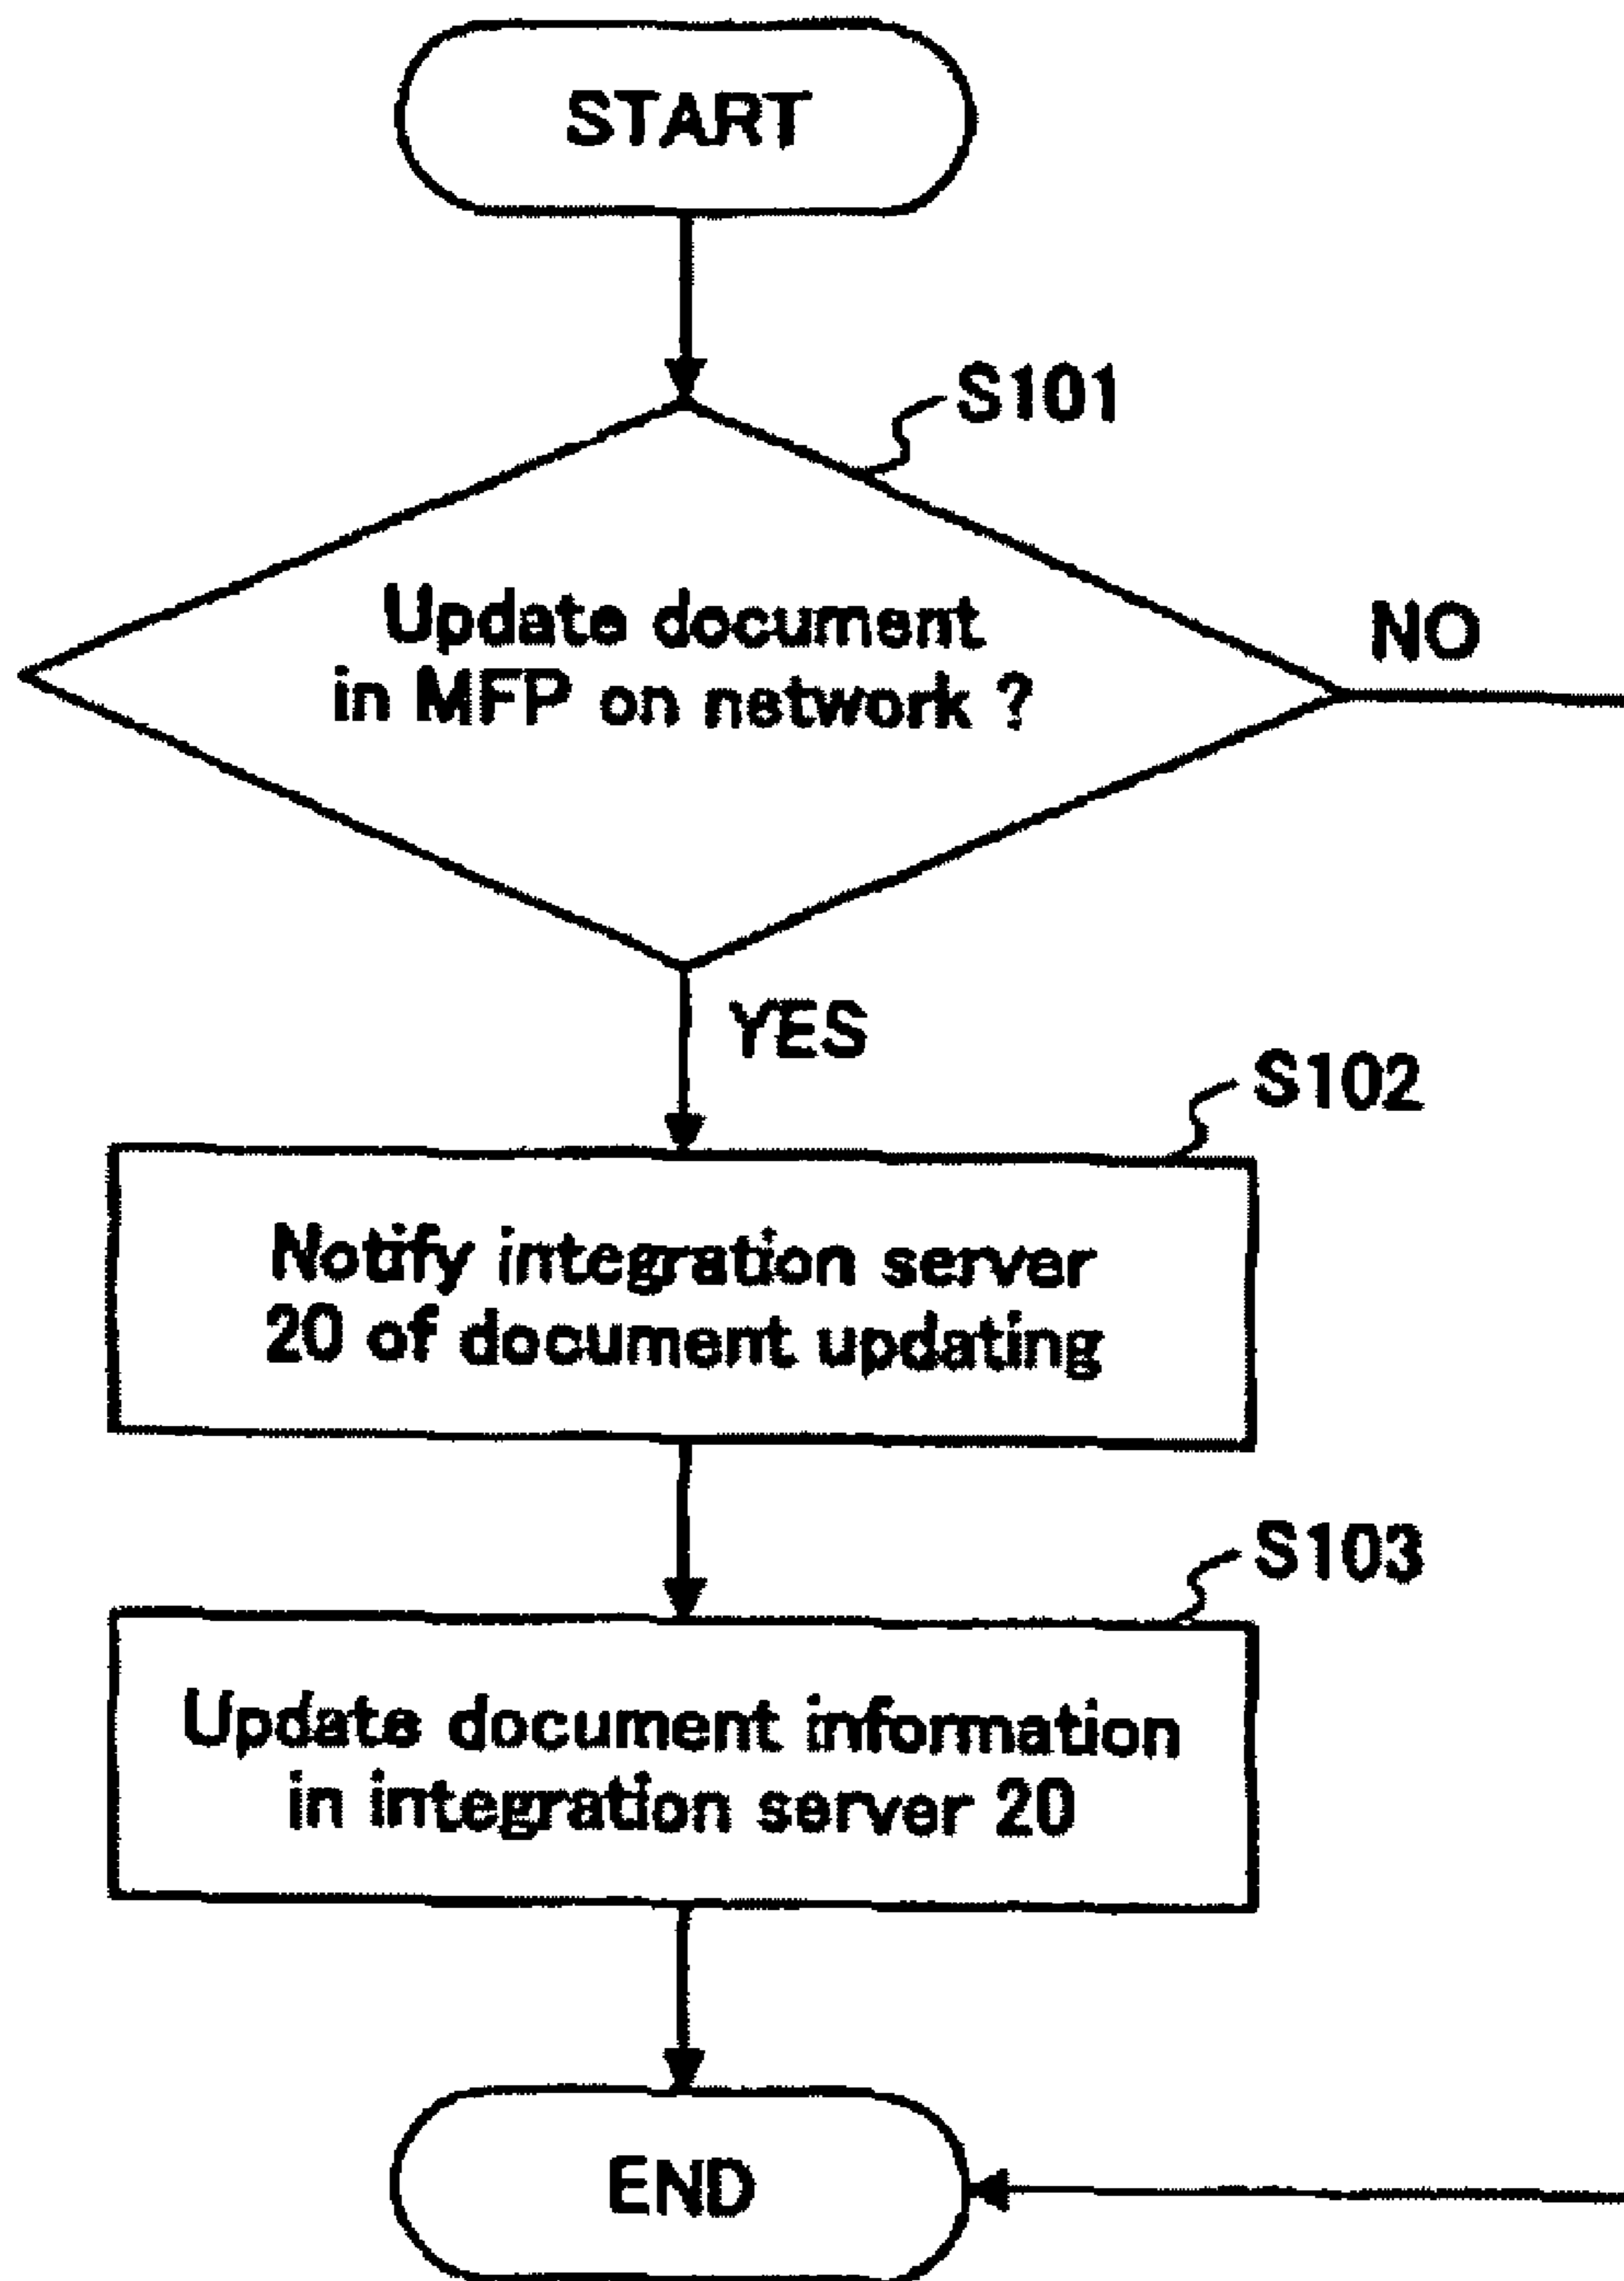 START
S101
Update document
in MFP on network ?
NO
YES
S102
Notify integration server
20 of document updating
S103
Update document information
in integration server 20
END